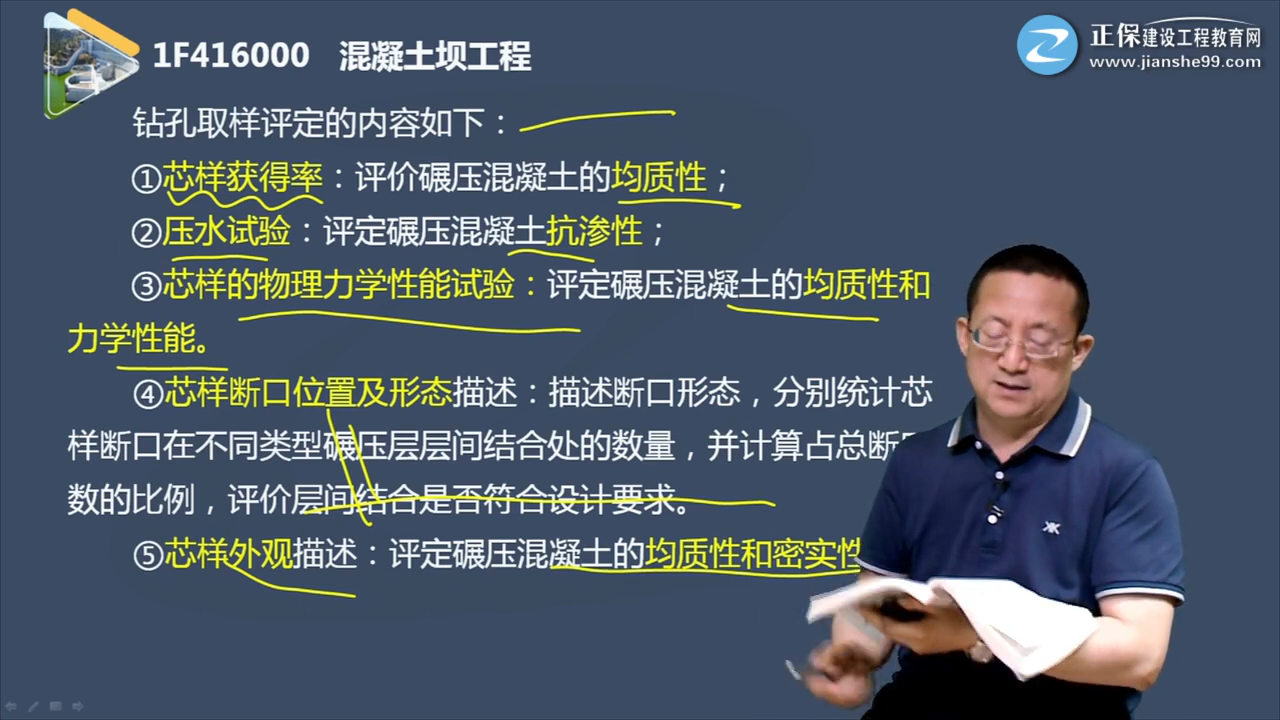 1F416000 混凝土坝工程
正保建设工程教育网
www.jianshe99.com
钻孔取样评定的内容如下：
①芯样获得率：评价碾压混凝土的均质性；
②压水试验：评定碾压混凝土抗渗性；
③芯样的物理力学性能试验：评定碾压混凝土的均质性和
力学性能。
④芯样断口位置及形态描述：描述断口形态，分别统计芯
样断口在不同类型碾压层层间结合处的数量，并计算占总断
数的比例，评价层间结合是否符合设计要求。
⑤芯样外观描述：评定碾压混凝土的均质性和密实性